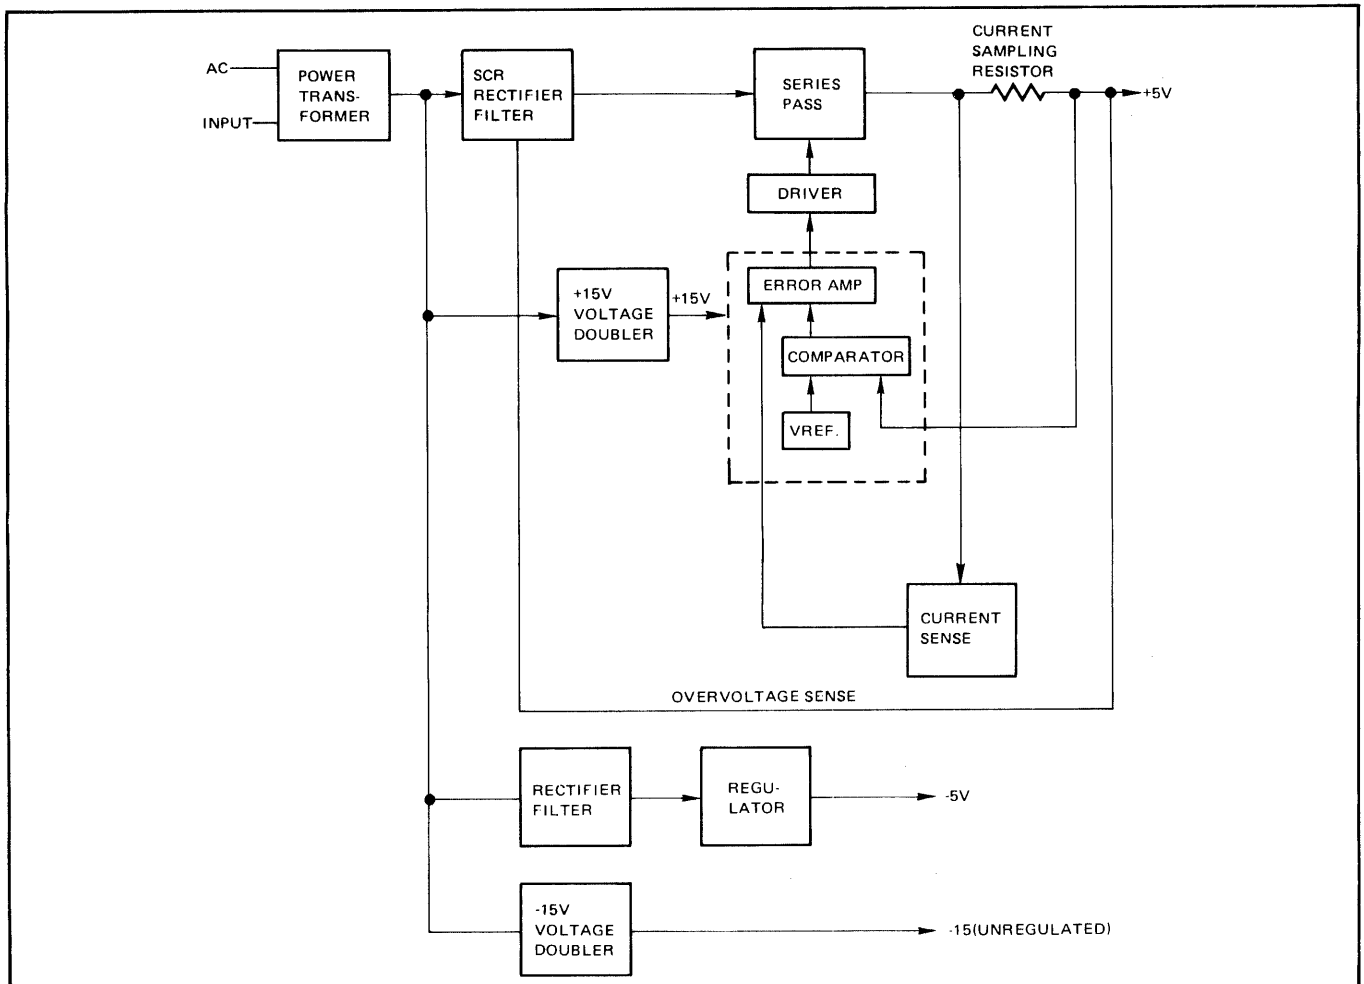 CURRENT
SAMPLING
RESISTOR
AC
INPUT
POWER
TRANS-
FORMER
SCR
RECTIFIER
FILTER
SERIES
PASS
+5V
DRIVER
ERROR AMP
+15V
VOLTAGE
DOUBLER
+15V
COMPARATOR
VREF.
CURRENT
SENSE
OVERVOLTAGE SENSE
RECTIFIER
FILTER
REGU-
LATOR
-5V
-15V
VOLTAGE
DOUBLER
-15(UNREGULATED)